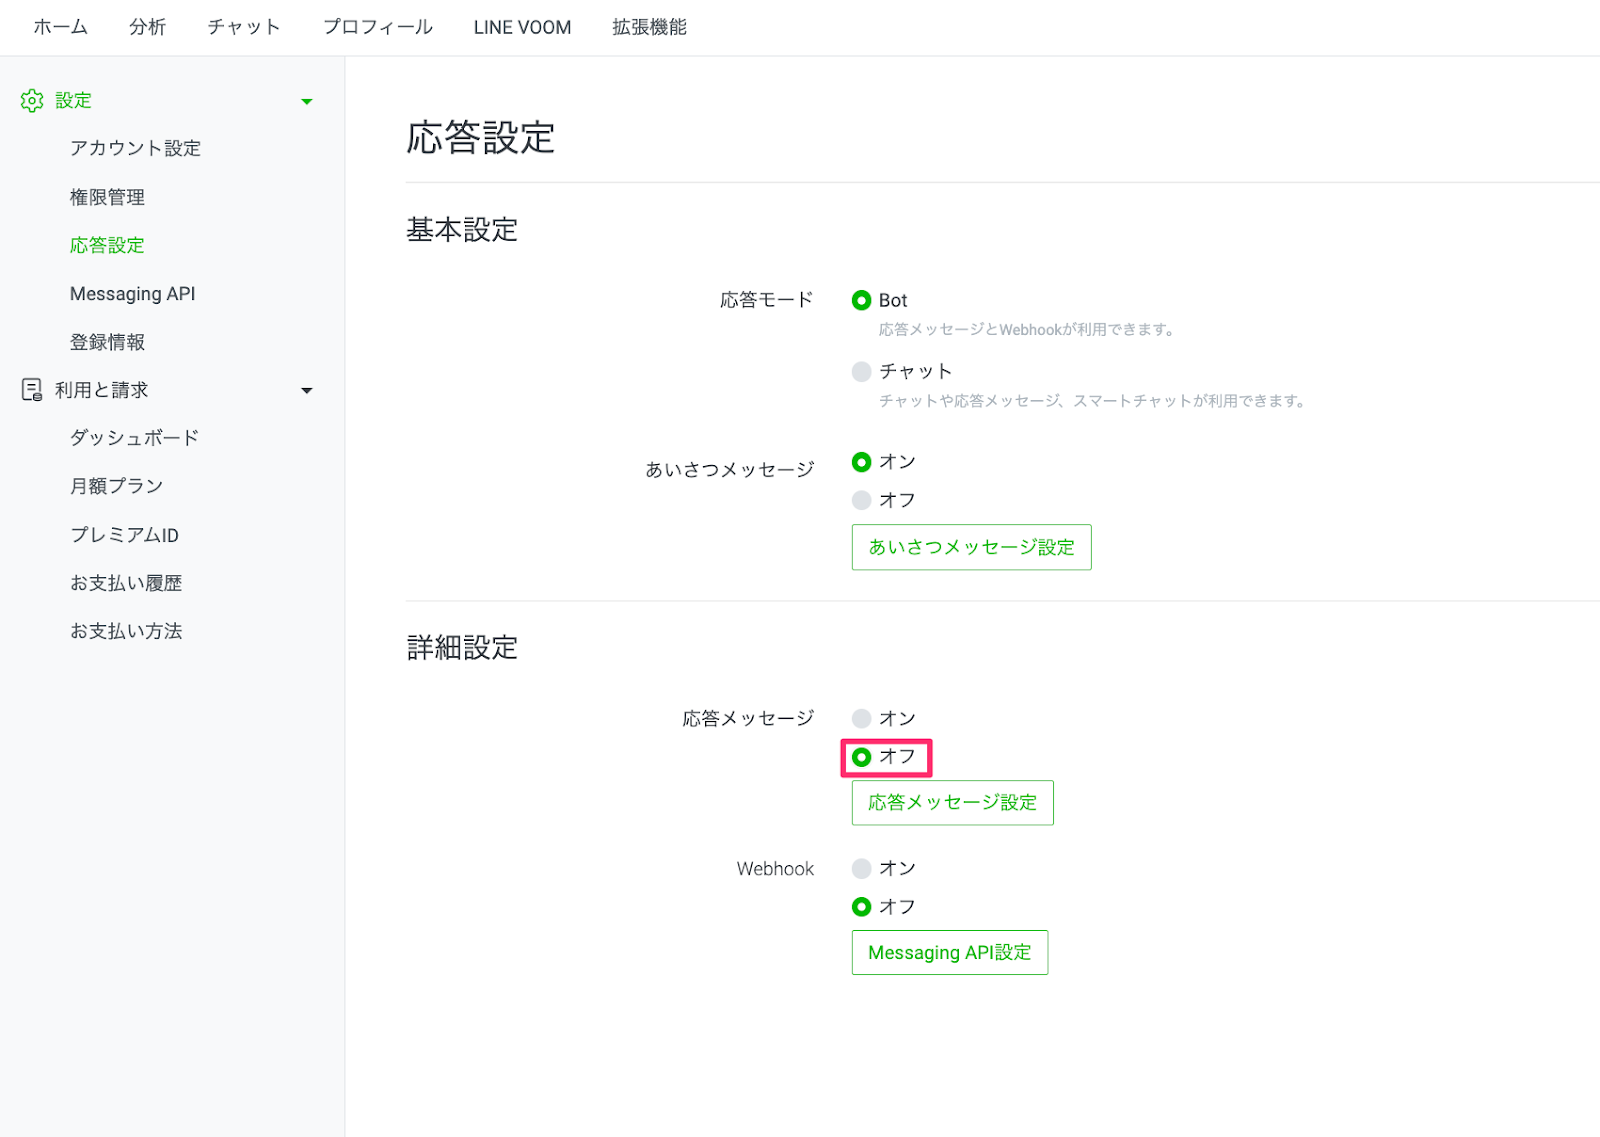 ホーム 分析 チャット プロフィール LINE VOOM 拡張機能
設定
アカウント設定
権限管理
応答設定
Messaging API
登録情報
利用と請求
ダッシュボード
月額プラン
プレミアムID
お支払い履歴
お支払い方法
応答設定
基本設定
応答モード
Bot
応答メッセージとWebhookが利用できます。
チャット
チャットや応答メッセージ、スマートチャットが利用できます。
あいさつメッセージ
オン
オフ
あいさつメッセージ設定
詳細設定
応答メッセージ
オン
オフ
応答メッセージ設定
Webhook
オン
オフ
Messaging API設定